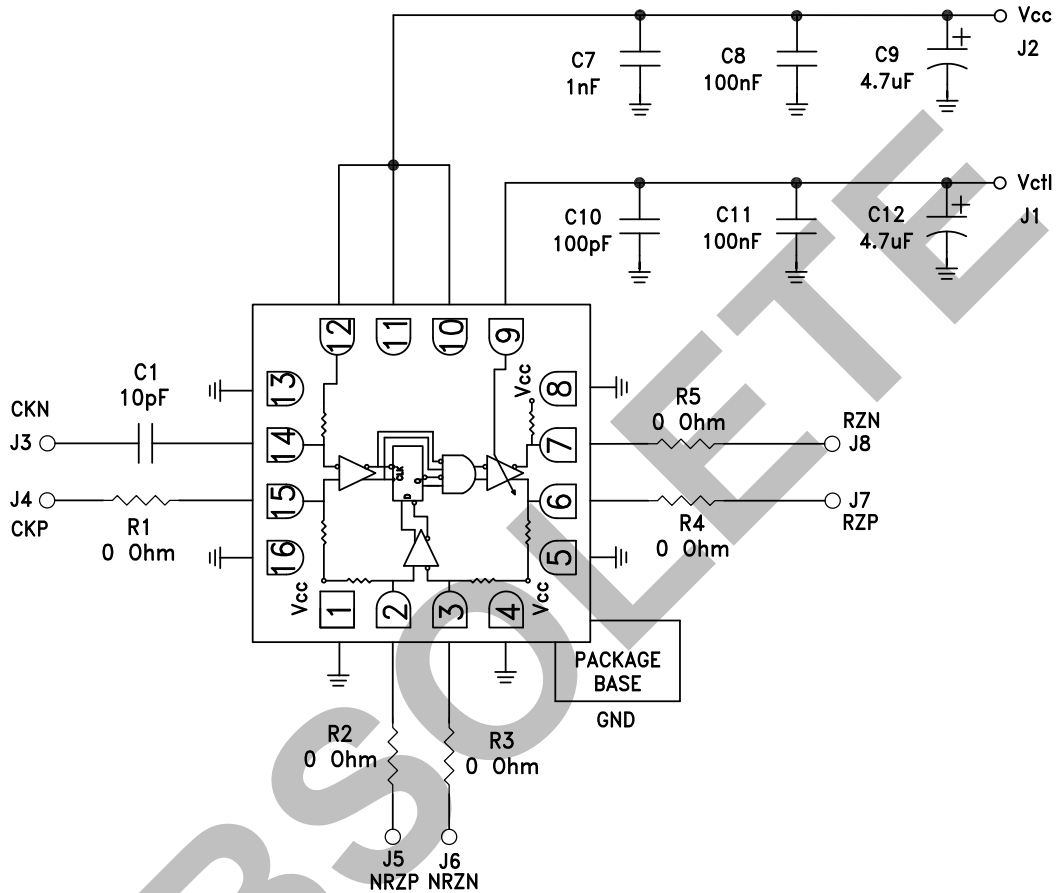 Vcc
J2
C7
1nF
C8
100nF
C9
4.7uF
+
Vctl
J1
C10
100pF
C11
100nF
C12
4.7uF
+
12
11
10
9
13
14
15
16
8
7
6
5
1
2
3
4
Vcc
Vcc
Vcc
CLK
D
Q
C1
10pF
CKN
J3
J4
CKP
R1
0 Ohm
R5
0 Ohm
RZN
J8
R4
0 Ohm
J7
RZP
PACKAGE
BASE
GND
R2
0 Ohm
R3
0 Ohm
J5
NRZP
J6
NRZN
OBSOLETE